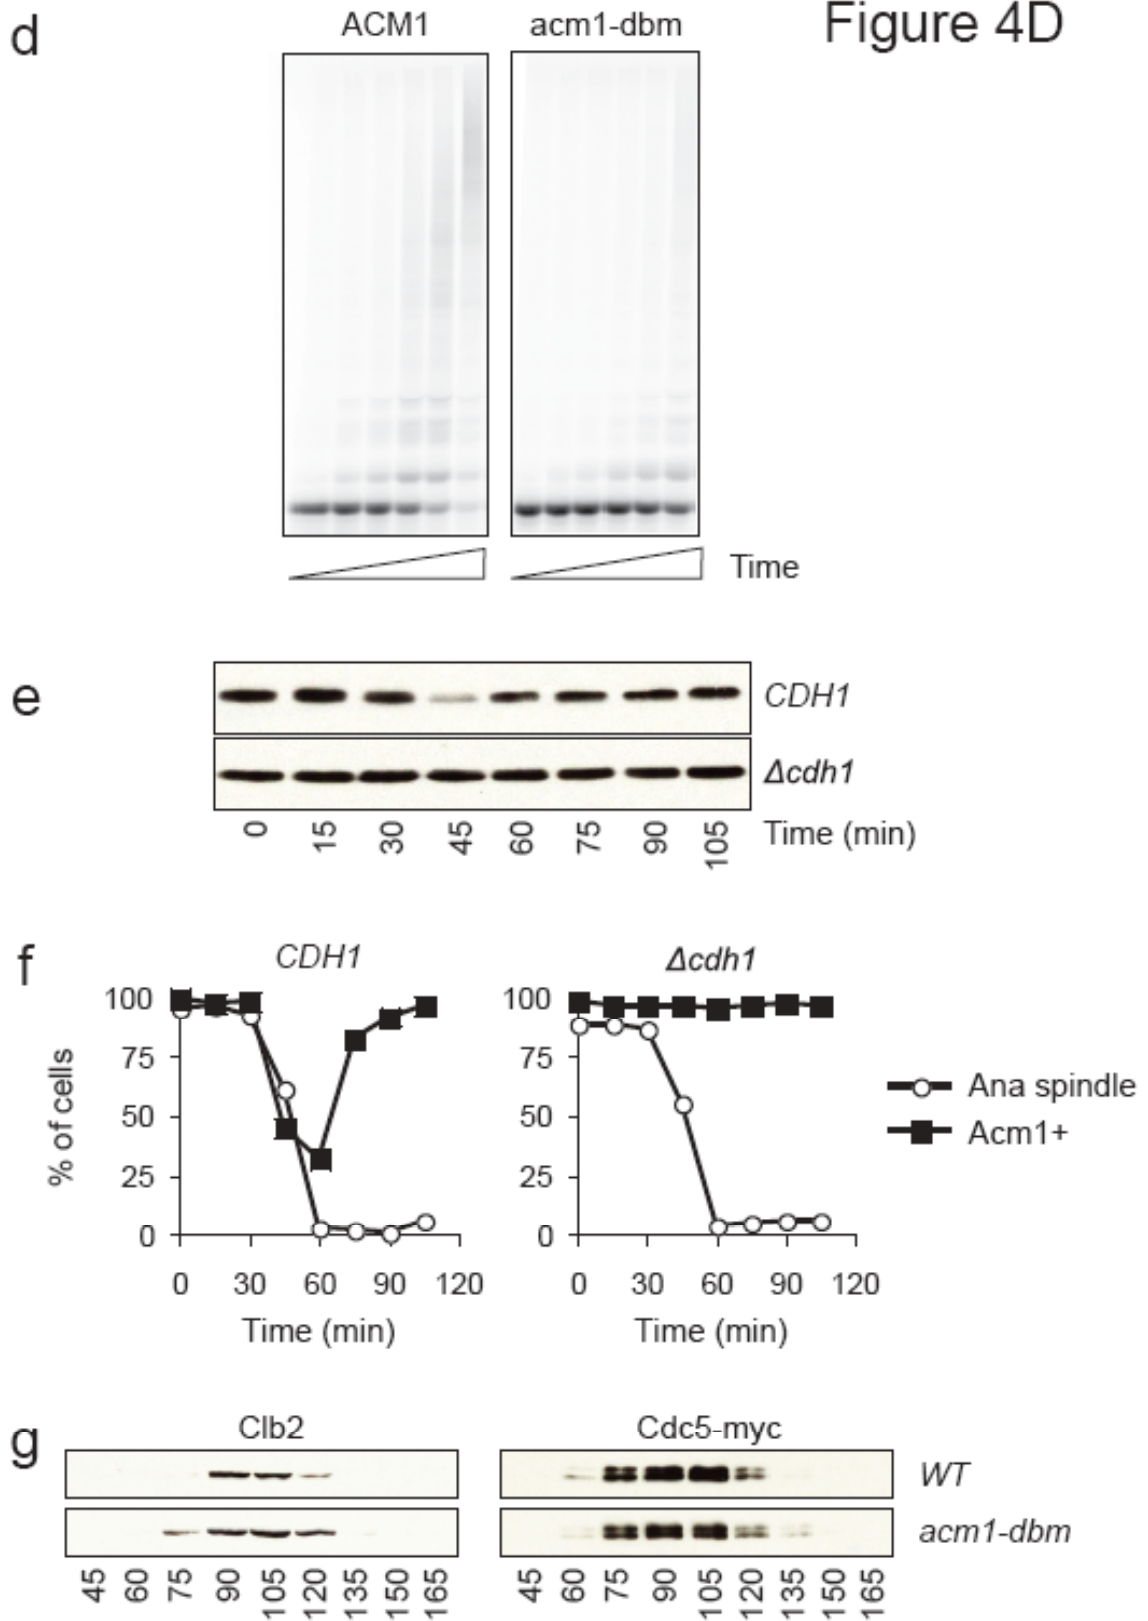 Figure 4D
d
ACM1 acm1-dbm
Time
e
CDH1
Δcdh1
0 15 30 45 60 75 90 105 Time (min)
f
CDH1 Δcdh1
% of cells
100 75 50 25 0
0 30 60 90 120
Time (min)
100 75 50 25 0
0 30 60 90 120
Time (min)
Ana spindle
Acm1+
g
Clb2 Cdc5-myc
WT
acm1-dbm
45 60 75 90 105 120 135 150 165 45 60 75 90 105 120 135 150 165